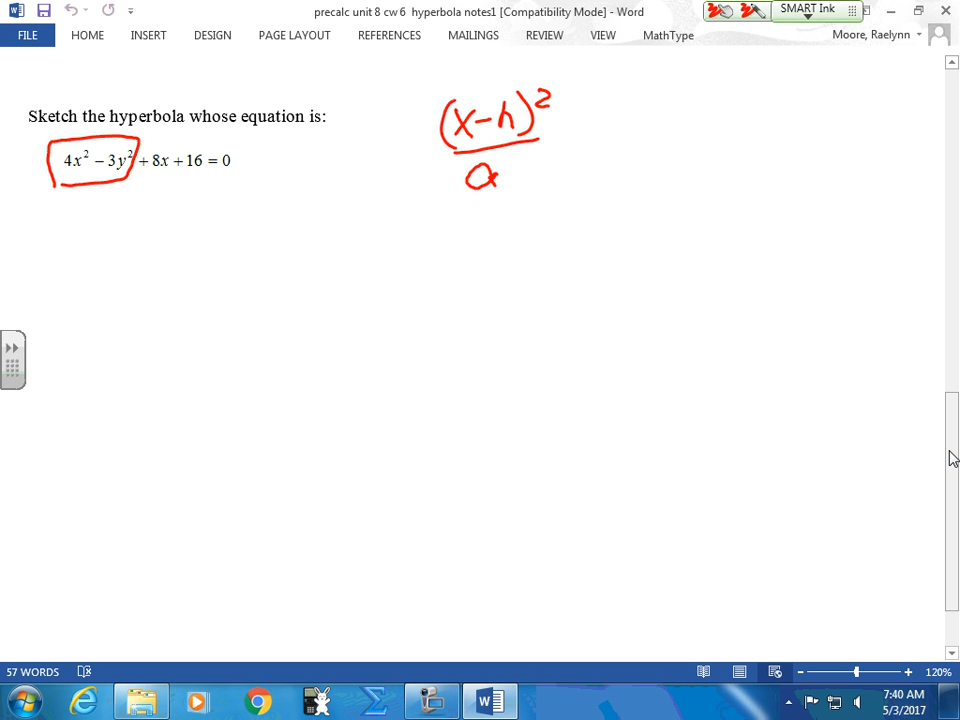 precalc unit 8 cw 6 hyperbola notes1 [Compatibility Mode] - Word
SMART Ink
FILE HOME INSERT DESIGN PAGE LAYOUT REFERENCES MAILINGS REVIEW VIEW MathType Moore, Raelynn
Sketch the hyperbola whose equation is:
4x² − 3y² + 8x + 16 = 0
(x-h)²
a
57 WORDS
120%
7:40 AM
5/3/2017